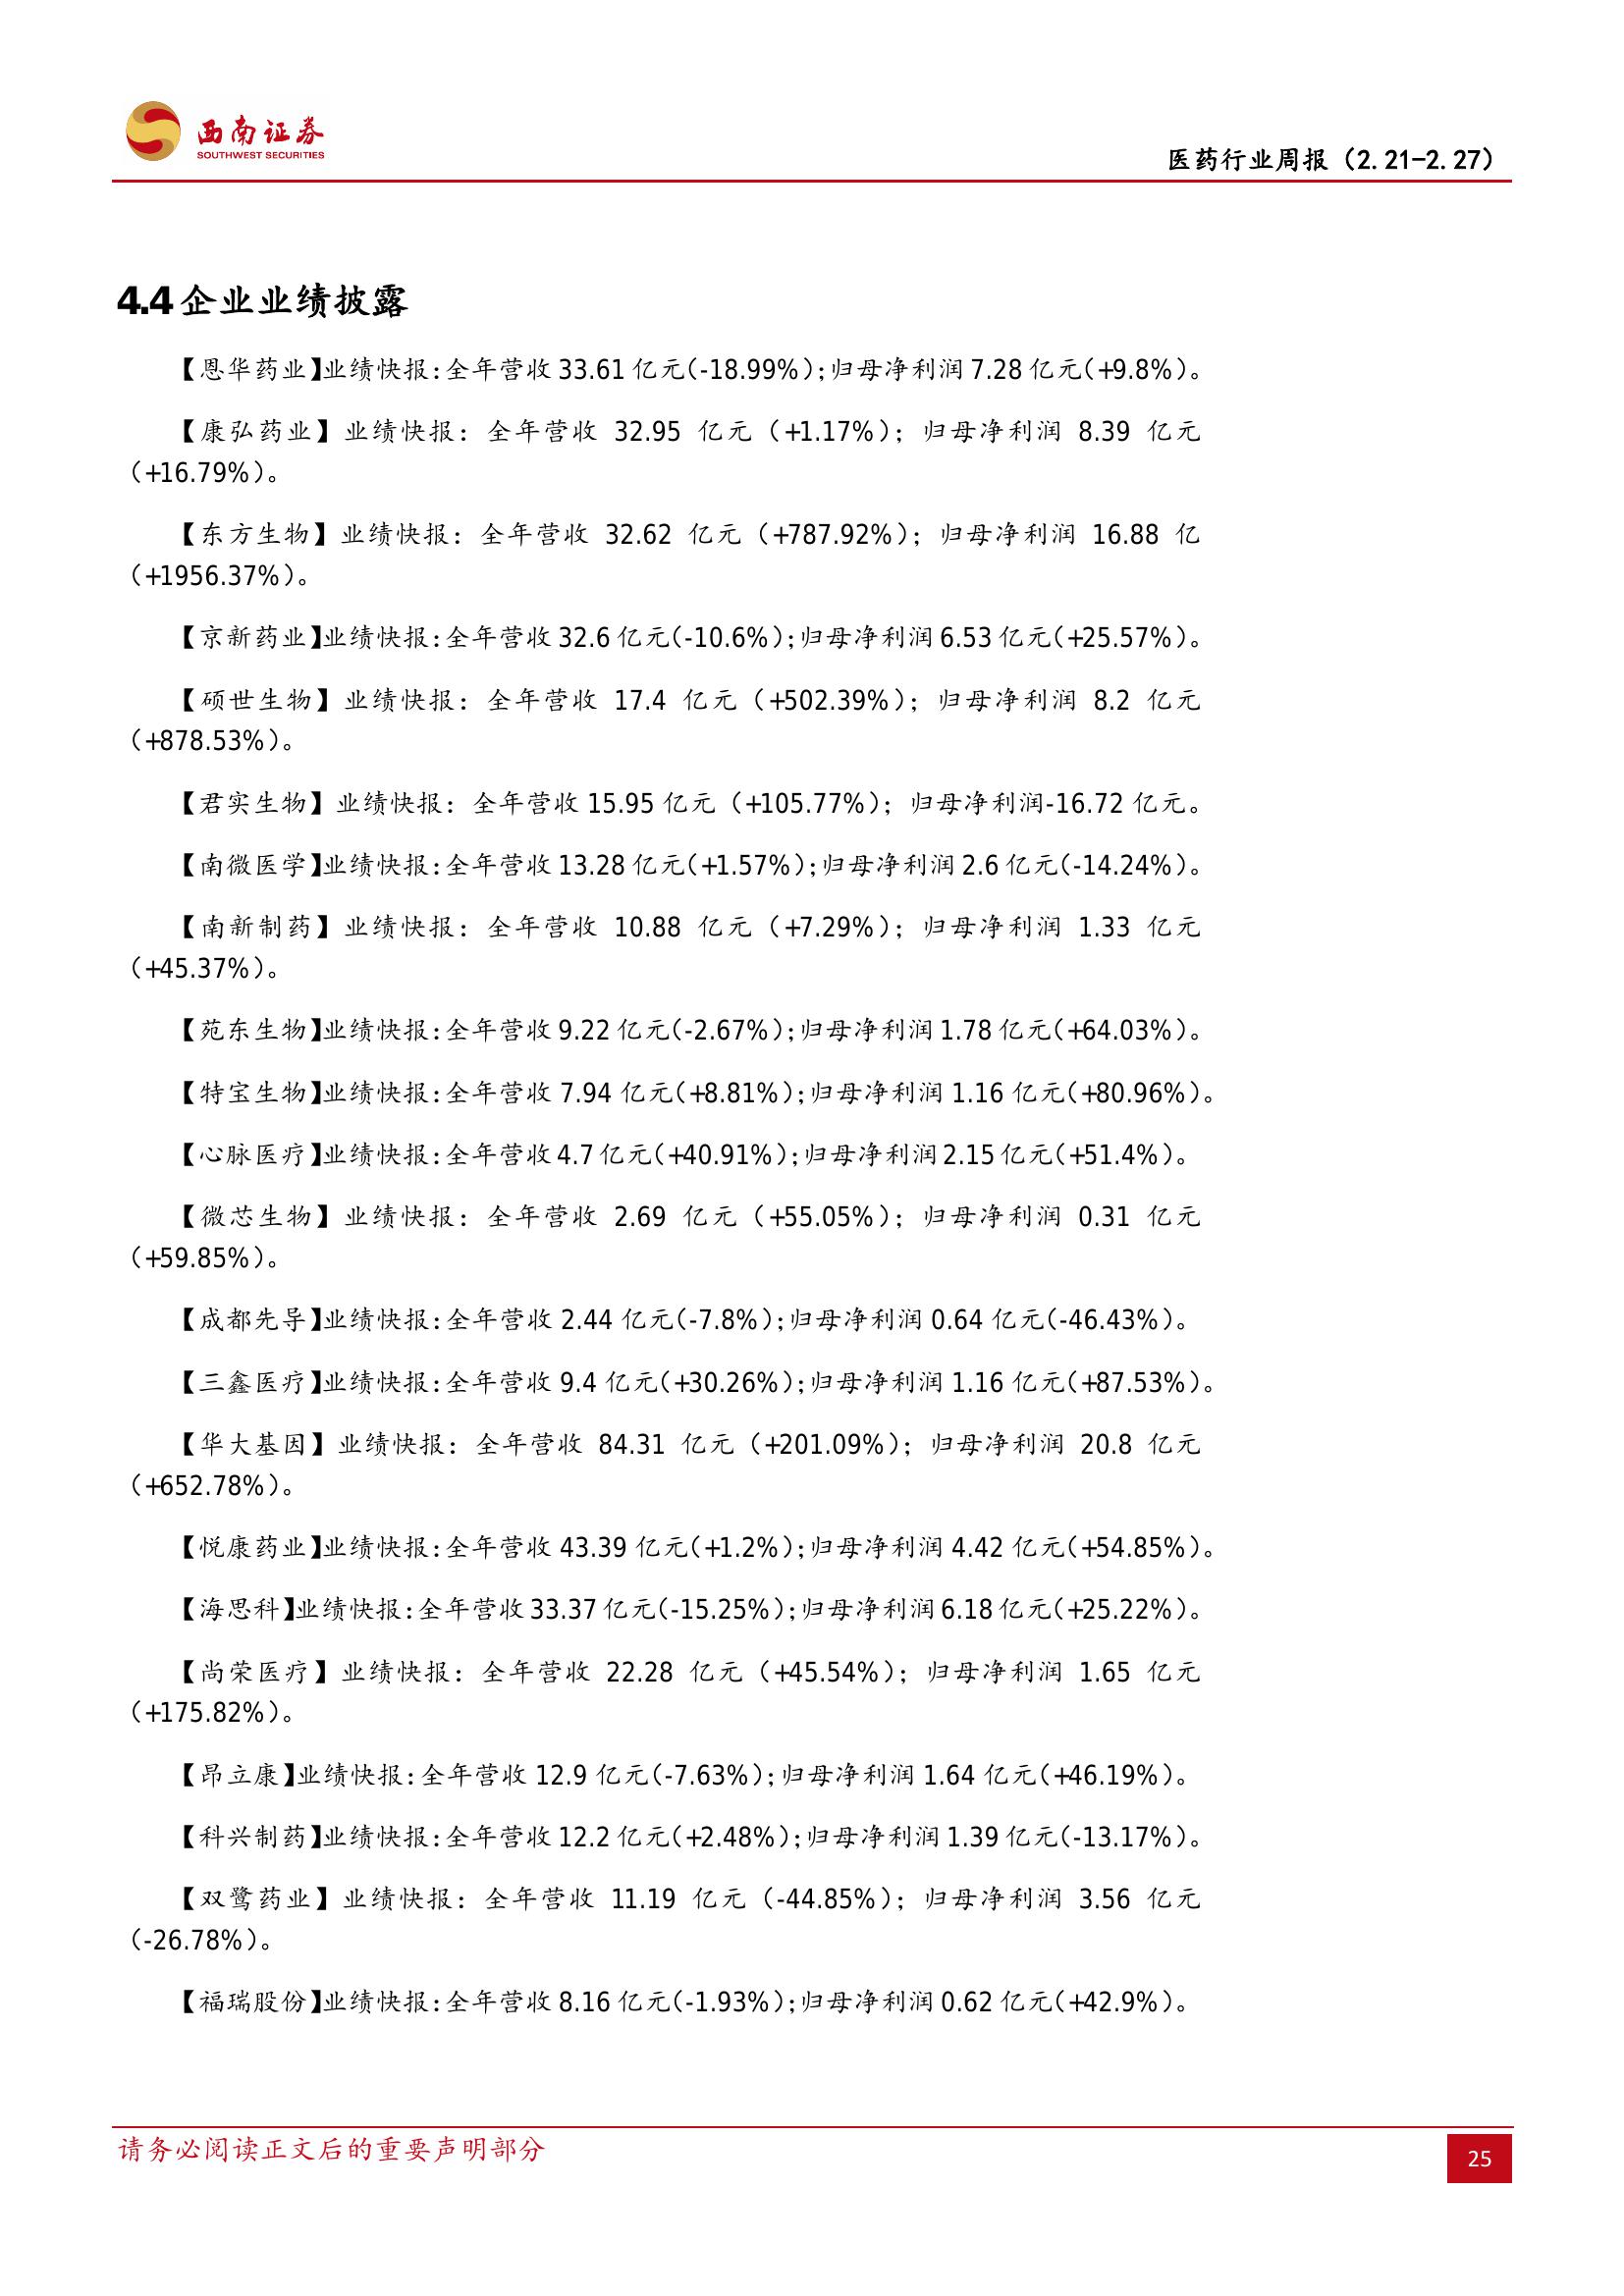 西南证券
SOUTHWEST SECURITIES
医药行业周报（2.21-2.27）
4.4 企业业绩披露
【恩华药业】业绩快报：全年营收 33.61 亿元（-18.99%）；归母净利润 7.28 亿元（+9.8%）。
【康弘药业】业绩快报：全年营收 32.95 亿元（+1.17%）；归母净利润 8.39 亿元
（+16.79%）。
【东方生物】业绩快报：全年营收 32.62 亿元（+787.92%）；归母净利润 16.88 亿
（+1956.37%）。
【京新药业】业绩快报：全年营收 32.6 亿元（-10.6%）；归母净利润 6.53 亿元（+25.57%）。
【硕世生物】业绩快报：全年营收 17.4 亿元（+502.39%）；归母净利润 8.2 亿元
（+878.53%）。
【君实生物】业绩快报：全年营收 15.95 亿元（+105.77%）；归母净利润-16.72 亿元。
【南微医学】业绩快报：全年营收 13.28 亿元（+1.57%）；归母净利润 2.6 亿元（-14.24%）。
【南新制药】业绩快报：全年营收 10.88 亿元（+7.29%）；归母净利润 1.33 亿元
（+45.37%）。
【苑东生物】业绩快报：全年营收 9.22 亿元（-2.67%）；归母净利润 1.78 亿元（+64.03%）。
【特宝生物】业绩快报：全年营收 7.94 亿元（+8.81%）；归母净利润 1.16 亿元（+80.96%）。
【心脉医疗】业绩快报：全年营收 4.7 亿元（+40.91%）；归母净利润 2.15 亿元（+51.4%）。
【微芯生物】业绩快报：全年营收 2.69 亿元（+55.05%）；归母净利润 0.31 亿元
（+59.85%）。
【成都先导】业绩快报：全年营收 2.44 亿元（-7.8%）；归母净利润 0.64 亿元（-46.43%）。
【三鑫医疗】业绩快报：全年营收 9.4 亿元（+30.26%）；归母净利润 1.16 亿元（+87.53%）。
【华大基因】业绩快报：全年营收 84.31 亿元（+201.09%）；归母净利润 20.8 亿元
（+652.78%）。
【悦康药业】业绩快报：全年营收 43.39 亿元（+1.2%）；归母净利润 4.42 亿元（+54.85%）。
【海思科】业绩快报：全年营收 33.37 亿元（-15.25%）；归母净利润 6.18 亿元（+25.22%）。
【尚荣医疗】业绩快报：全年营收 22.28 亿元（+45.54%）；归母净利润 1.65 亿元
（+175.82%）。
【昂立康】业绩快报：全年营收 12.9 亿元（-7.63%）；归母净利润 1.64 亿元（+46.19%）。
【科兴制药】业绩快报：全年营收 12.2 亿元（+2.48%）；归母净利润 1.39 亿元（-13.17%）。
【双鹭药业】业绩快报：全年营收 11.19 亿元（-44.85%）；归母净利润 3.56 亿元
（-26.78%）。
【福瑞股份】业绩快报：全年营收 8.16 亿元（-1.93%）；归母净利润 0.62 亿元（+42.9%）。
请务必阅读正文后的重要声明部分
25